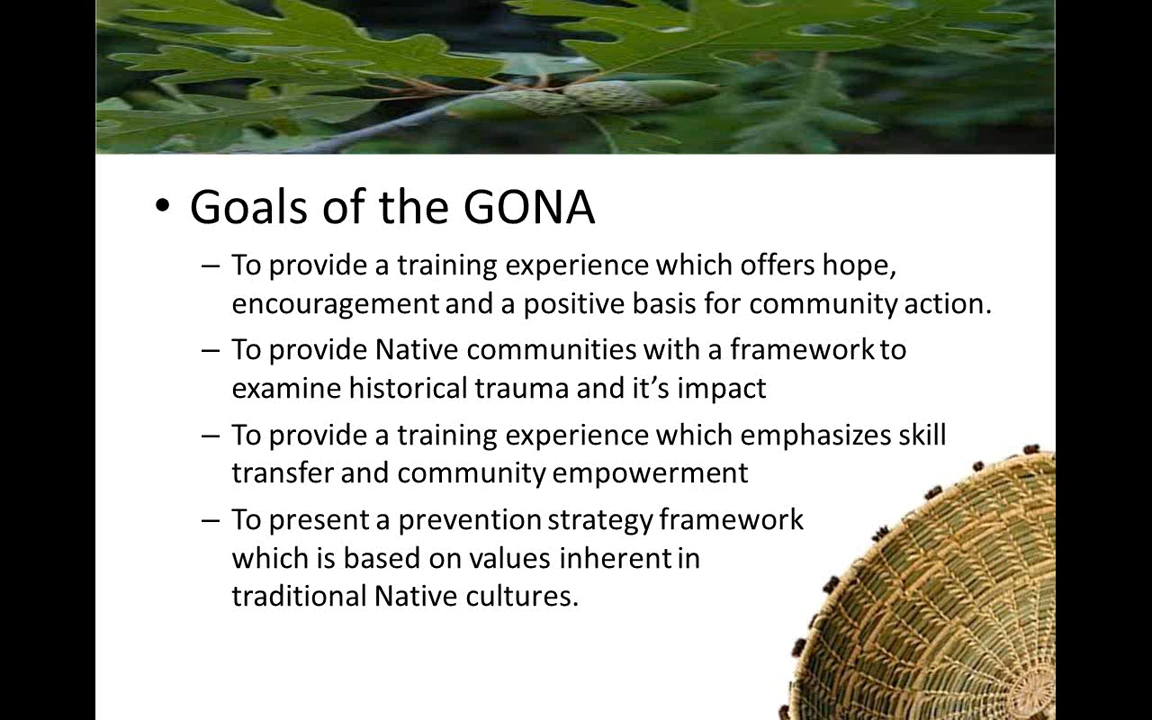 • Goals of the GONA
– To provide a training experience which offers hope,
encouragement and a positive basis for community action.
– To provide Native communities with a framework to
examine historical trauma and it’s impact
– To provide a training experience which emphasizes skill
transfer and community empowerment
– To present a prevention strategy framework
which is based on values inherent in
traditional Native cultures.